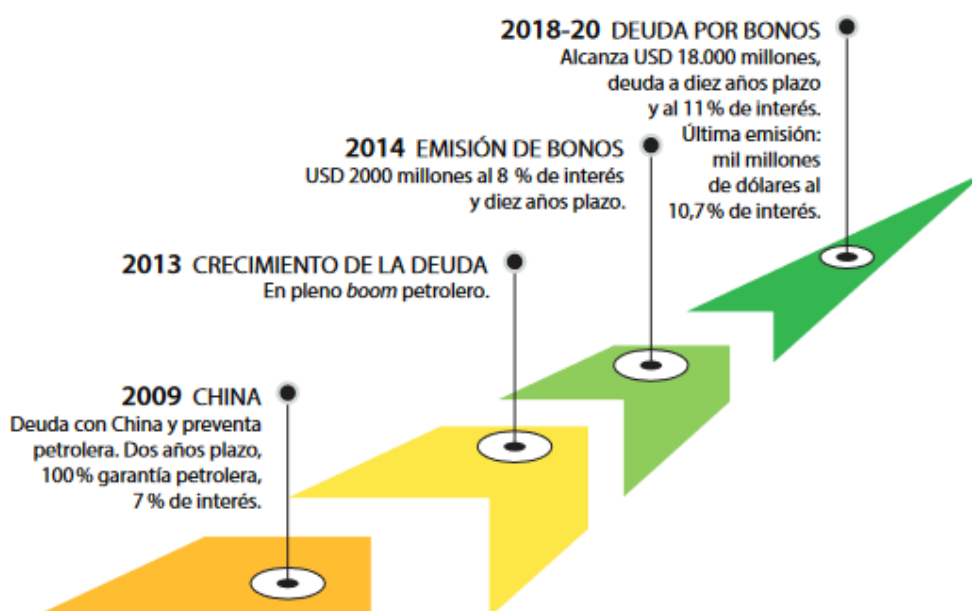 2018-20 DEUDA POR BONOS
Alcanza USD 18.000 millones,
deuda a diez años plazo
y al 11% de interés.
Última emisión:
mil millones
de dólares al
10,7% de interés.
2014 EMISIÓN DE BONOS
USD 2000 millones al 8 % de interés
y diez años plazo.
2013 CRECIMIENTO DE LA DEUDA
En pleno boom petrolero.
2009 CHINA
Deuda con China y preventa
petrolera. Dos años plazo,
100% garantía petrolera,
7% de interés.